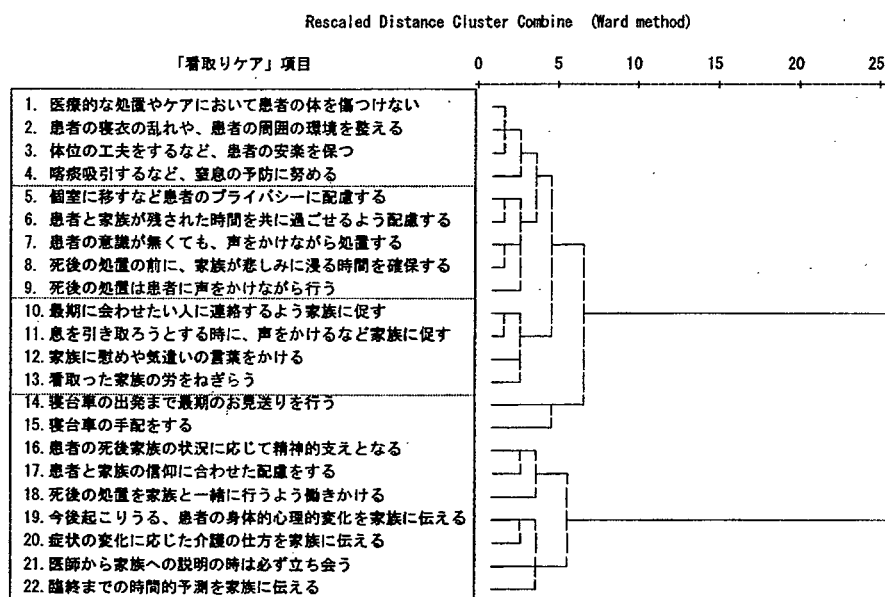 Rescaled Distance Cluster Combine (Ward method)
「看取りケア」項目
0 5 10 15 20 25
1. 医療的な処置やケアにおいて患者の体を傷つけない
2. 患者の寝衣の乱れや、患者の周囲の環境を整える
3. 体位の工夫をするなど、患者の安楽を保つ
4. 喀痰吸引するなど、窒息の予防に努める
5. 個室に移すなど患者のプライバシーに配慮する
6. 患者と家族が残された時間を共に過ごせるよう配慮する
7. 患者の意識が無くても、声をかけながら処置する
8. 死後の処置の前に、家族が悲しみに浸る時間を確保する
9. 死後の処置は患者に声をかけながら行う
10. 最期に会わせたい人に連絡するよう家族に促す
11. 息を引き取ろうとする時に、声をかけるなど家族に促す
12. 家族に慰めや気遣いの言葉をかける
13. 看取った家族の労をねぎらう
14. 寝台車の出発まで最期のお見送りを行う
15. 寝台車の手配をする
16. 患者の死後家族の状況に応じて精神的支えとなる
17. 患者と家族の信仰に合わせた配慮をする
18. 死後の処置を家族と一緒に行うよう働きかける
19. 今後起こりうる、患者の身体的心理的変化を家族に伝える
20. 症状の変化に応じた介護の仕方を家族に伝える
21. 医師から家族への説明の時は必ず立ち会う
22. 臨終までの時間的予測を家族に伝える